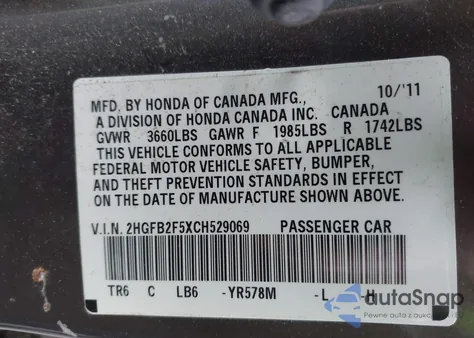 10/'11
MFD. BY HONDA OF CANADA MFG.,
A DIVISION OF HONDA CANADA INC. CANADA
GVWR 3660LBS GAWR F 1985LBS R 1742LBS
THIS VEHICLE CONFORMS TO ALL APPLICABLE
FEDERAL MOTOR VEHICLE SAFETY, BUMPER,
AND THEFT PREVENTION STANDARDS IN EFFECT
ON THE DATE OF MANUFACTURE SHOWN ABOVE.
V.I.N. 2HGFB2F5XCH529069 PASSENGER CAR
TR6 C LB6 -YR578M -L H
autoSnap
Pewne auto z